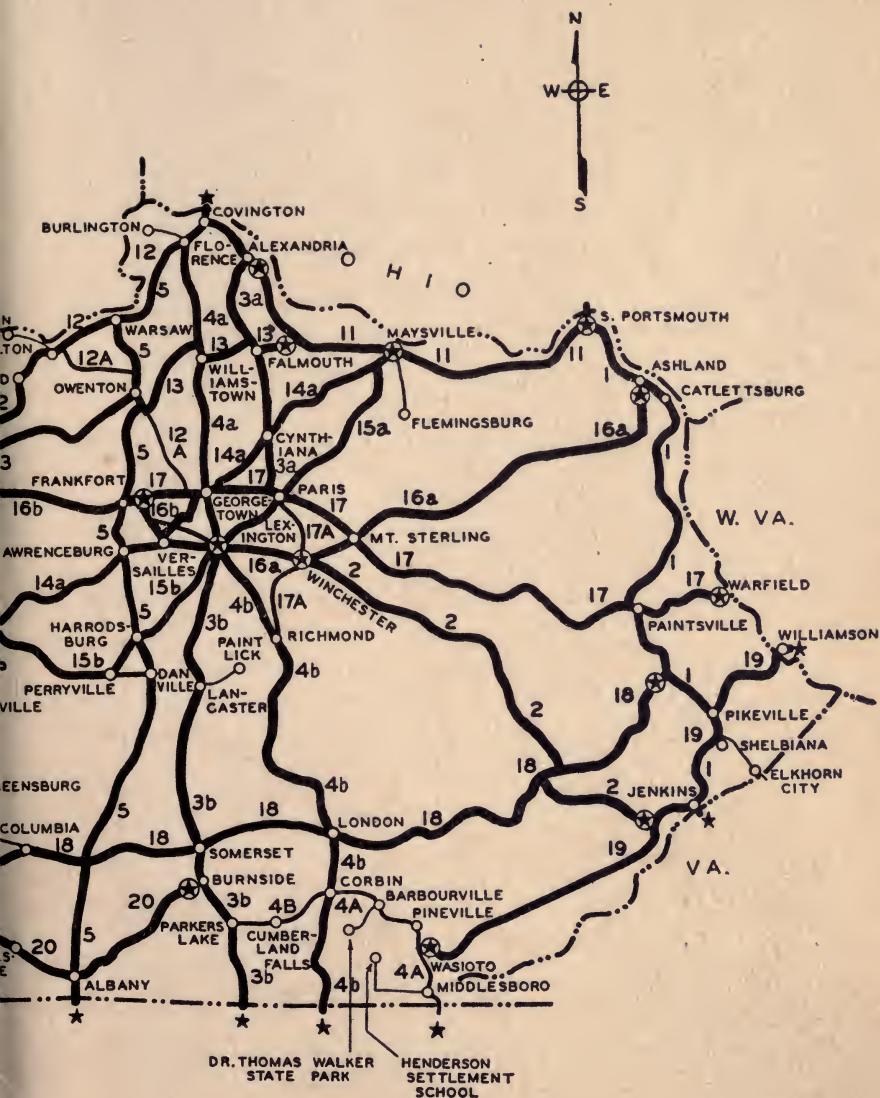 N
W E
S
COVINGTON
BURLINGTON
FLO-
RENCE
ALEXANDRIA
12
H I
5
3a
12
4a
11
S. PORTSMOUTH
N
WARSAW
13
13
MAYSVILLE
11
11
LTON
12A
5
WILL-
IAMS-
TOWN
FALMOUTH
1
ASHLAND
D
OWENTON
13
14a
CATLETTSBURG
2
12
A
4a
15a
FLEMINGSBURG
16a
3
5
14a
CYNTH-
IANA
3a
1
FRANKFORT
17
17
PARIS
16a
16b
16b
GEORGE-
TOWN
17
W. VA.
5
LEX-
INGTON
17A
MT. STERLING
AWRENCEBURG
VER-
SAILLES
16a
2
17
1
14a
15b
4b
17A
WINCHESTER
17
17
WARFIELD
5
3b
PAINTSVILLE
HARRODS-
BURG
PAINT
LICK
RICHMOND
WILLIAMSON
15b
4b
19
PERRYVILLE
DAN
VILLE
LAN-
CASTER
18
1
VILLE
2
PIKEVILLE
19
SHELBIANA
18
1
ELKHORN
CITY
EENSBURG
4b
2
JENKINS
5
3b
18
18
COLUMBIA
LONDON
18
18
SOMERSET
4b
19
VA.
BURNSIDE
CORBIN
20
BARBOURVILLE
3b
4B
4A
PINEVILLE
PARKERS
LAKE
CUMBER-
LAND
FALLS
20
5
WASIOTO
3b
4A
ALBANY
4b
MIDDLESBORO
DR. THOMAS WALKER
STATE PARK
HENDERSON
SETTLEMENT
SCHOOL